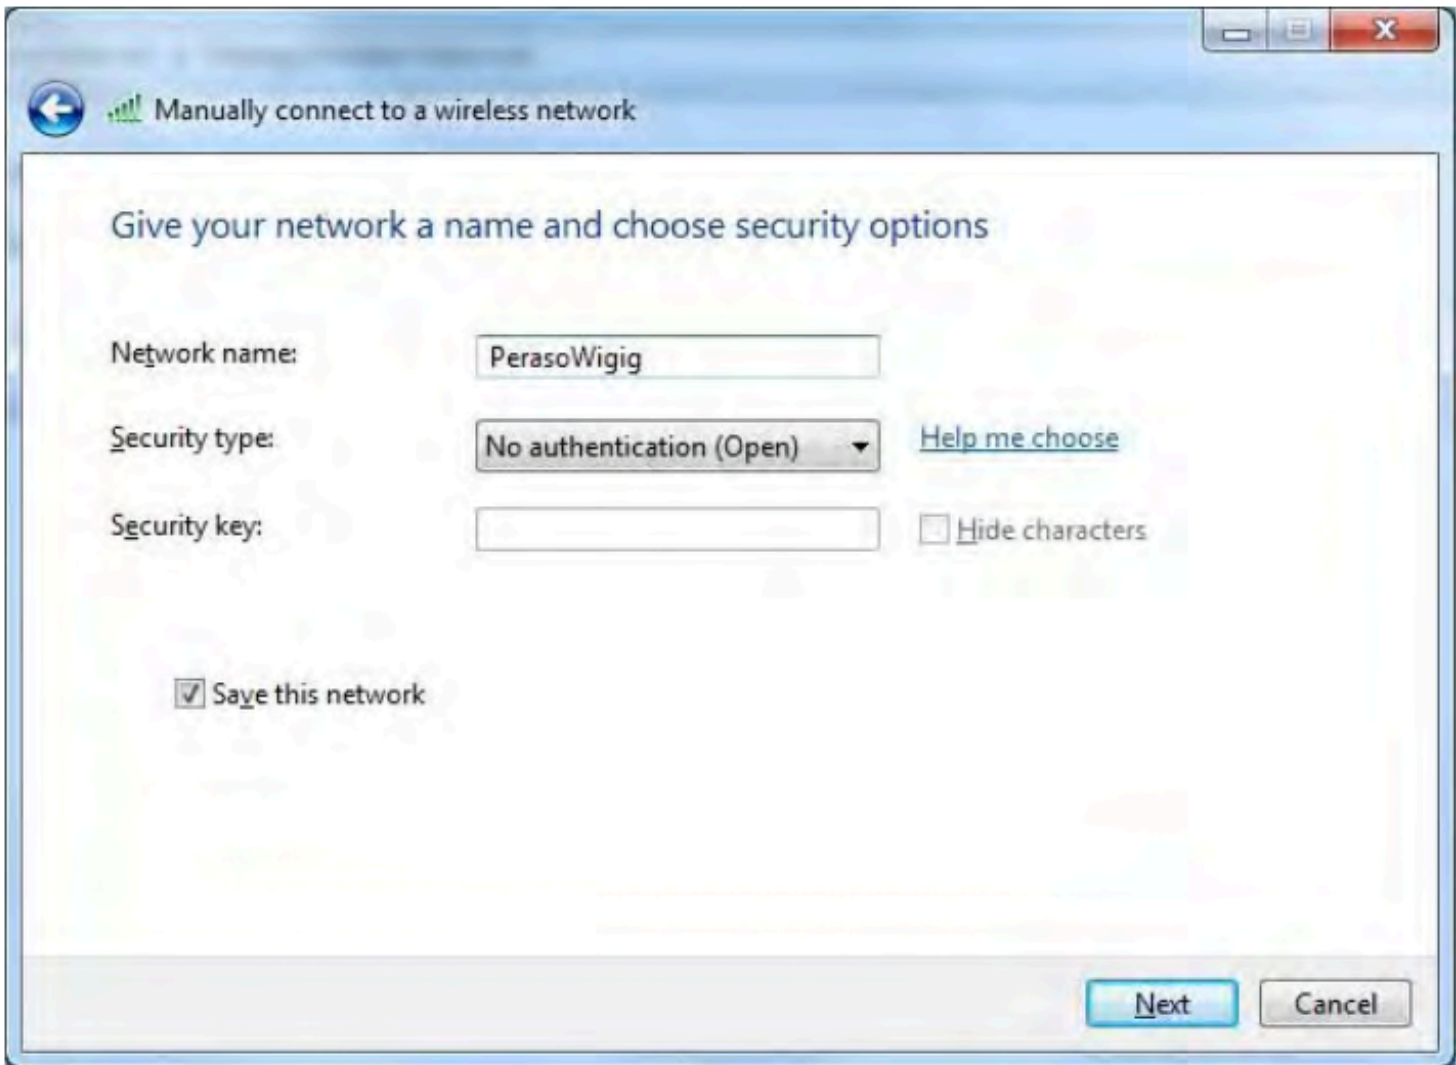 Manually connect to a wireless network
Give your network a name and choose security options
Network name: PerasoWigig
Security type: No authentication (Open) Help me choose
Security key: Hide characters
Save this network
Next Cancel